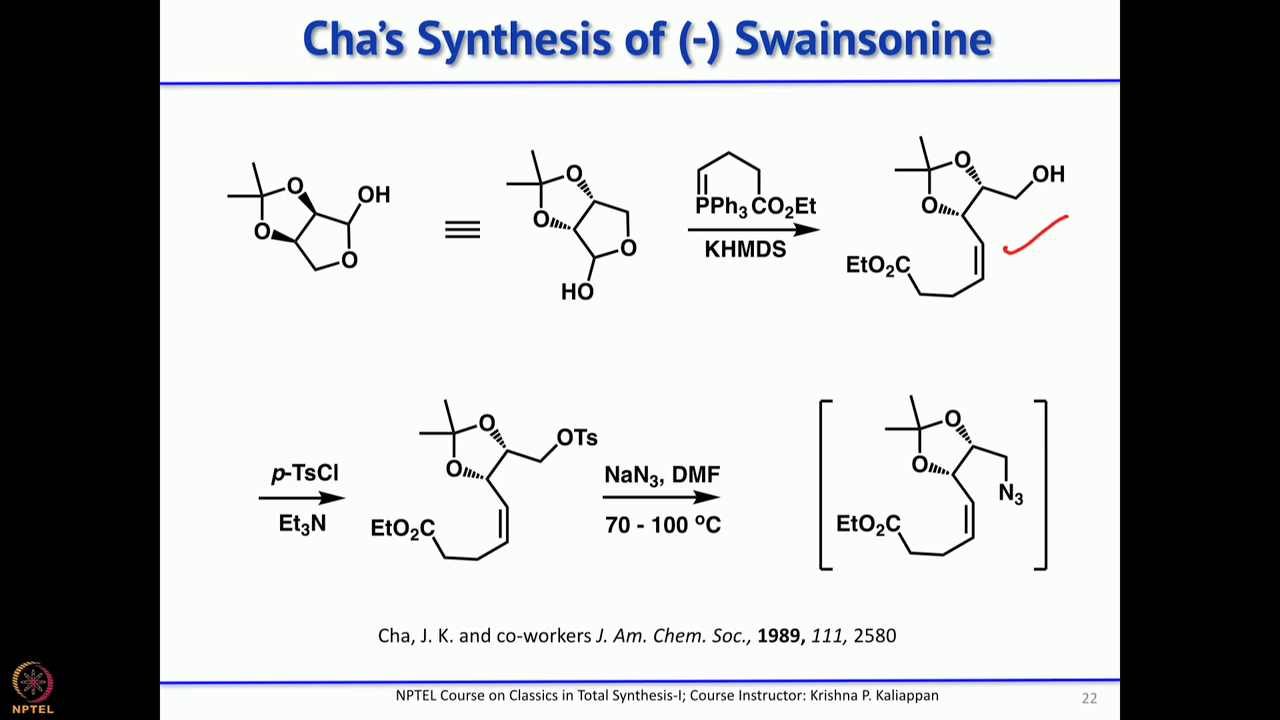 Cha's Synthesis of (-) Swainsonine
O
OH
O
O
≡
O
O
O
HO
PPh3 CO2Et
KHMDS
O
OH
O
EtO2C
p-TsCl
Et3N
O
OTs
O
EtO2C
NaN3, DMF
70 - 100 ºC
O
O
N3
EtO2C
Cha, J. K. and co-workers J. Am. Chem. Soc., 1989, 111, 2580
NPTEL
NPTEL Course on Classics in Total Synthesis-I; Course Instructor: Krishna P. Kaliappan
22